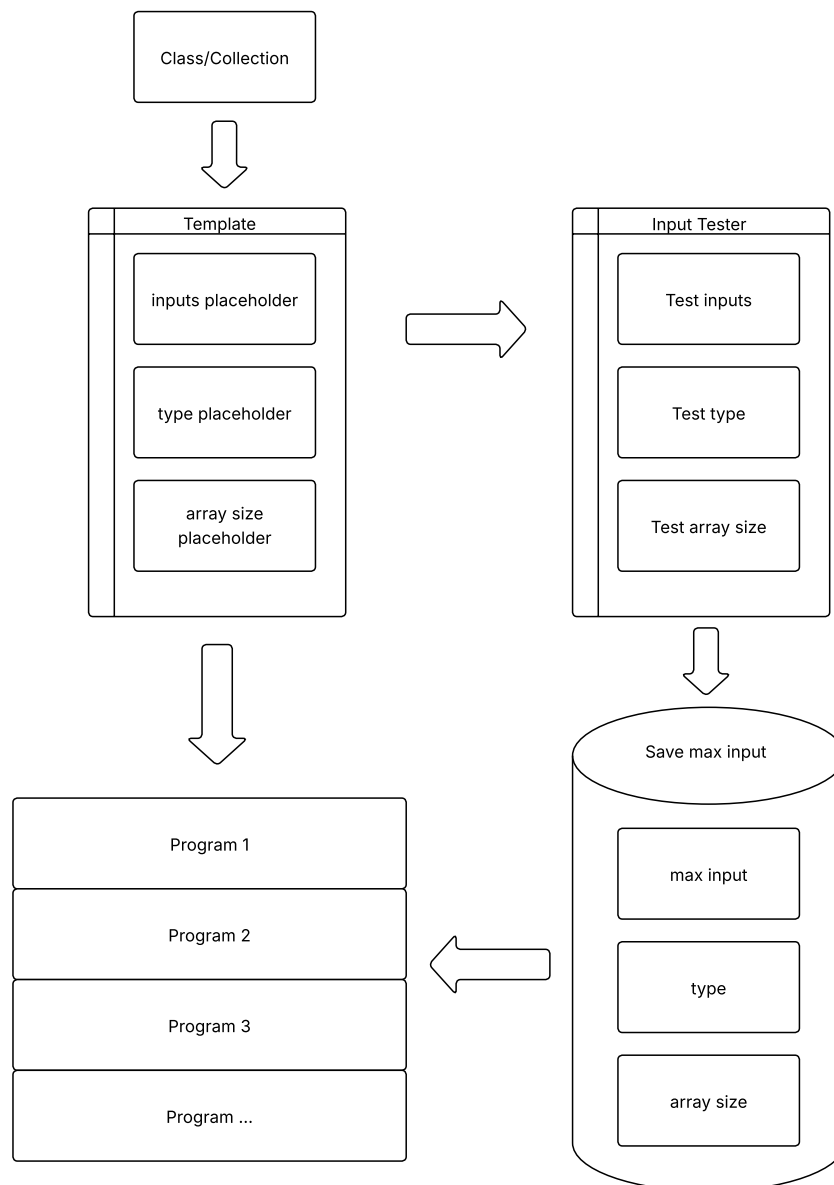 Class/Collection
Template
inputs placeholder
type placeholder
array size
placeholder
Input Tester
Test inputs
Test type
Test array size
Save max input
max input
type
array size
Program 1
Program 2
Program 3
Program ...